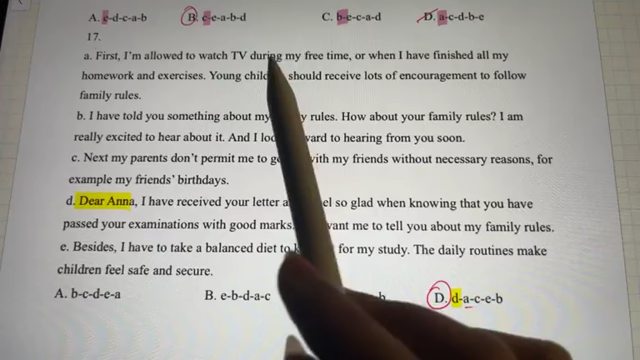 A. e-d-c-a-b B. c-e-a-b-d C. b-e-c-a-d D. a-c-d-b-e
17.
a. First, I'm allowed to watch TV during my free time, or when I have finished all my
homework and exercises. Young should receive lots of encouragement to follow
family rules.
b. I have told you something about my rules. How about your family rules? I am
really excited to hear about it. And I to hearing from you soon.
c. Next my parents don't permit me to with my friends without necessary reasons, for
example my friends' birthdays.
d. Dear Anna, I have received your letter so glad when knowing that you have
passed your examinations with good marks. me to tell you about my family rules.
e. Besides, I have to take a balanced diet to for my study. The daily routines make
children feel safe and secure.
A. b-c-d-e-a B. e-b-d-a-c D. d-a-c-e-b